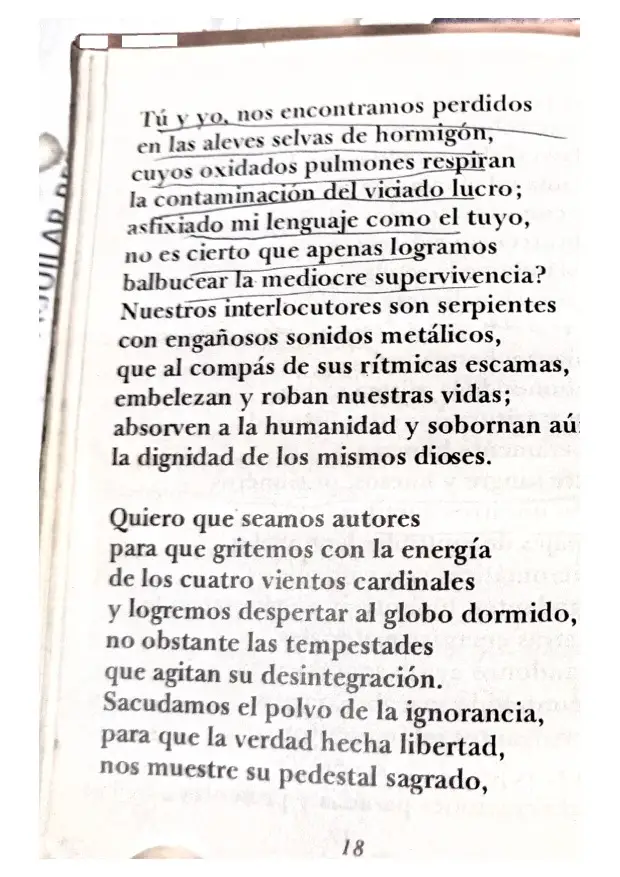 Tú y yo, nos encontramos perdidos
en las aleves selvas de hormigón,
cuyos oxidados pulmones respiran
la contaminación del viciado lucro;
asfixiado mi lenguaje como el tuyo,
no es cierto que apenas logramos
balbucear la mediocre supervivencia?
Nuestros interlocutores son serpientes
con engañosos sonidos metálicos,
que al compás de sus rítmicas escamas,
embelezan y roban nuestras vidas;
absorven a la humanidad y sobornan aú
la dignidad de los mismos dioses.
Quiero que seamos autores
para que gritemos con la energía
de los cuatro vientos cardinales
y logremos despertar al globo dormido,
no obstante las tempestades
que agitan su desintegración.
Sacudamos el polvo de la ignorancia,
para que la verdad hecha libertad,
nos muestre su pedestal sagrado,
18